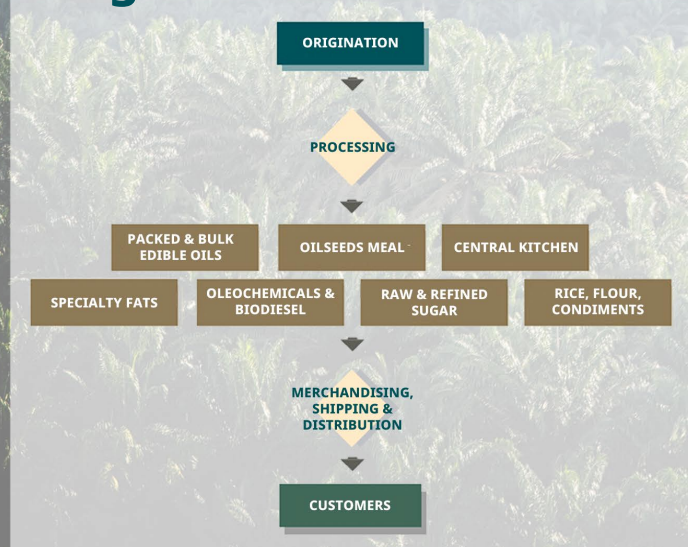 ORIGINATION
PROCESSING
PACKED & BULK
EDIBLE OILS
OILSEEDS MEAL
CENTRAL KITCHEN
SPECIALTY FATS
OLEOCHEMICALS &
BIODIESEL
RAW & REFINED
SUGAR
RICE, FLOUR,
CONDIMENTS
MERCHANDISING,
SHIPPING &
DISTRIBUTION
CUSTOMERS